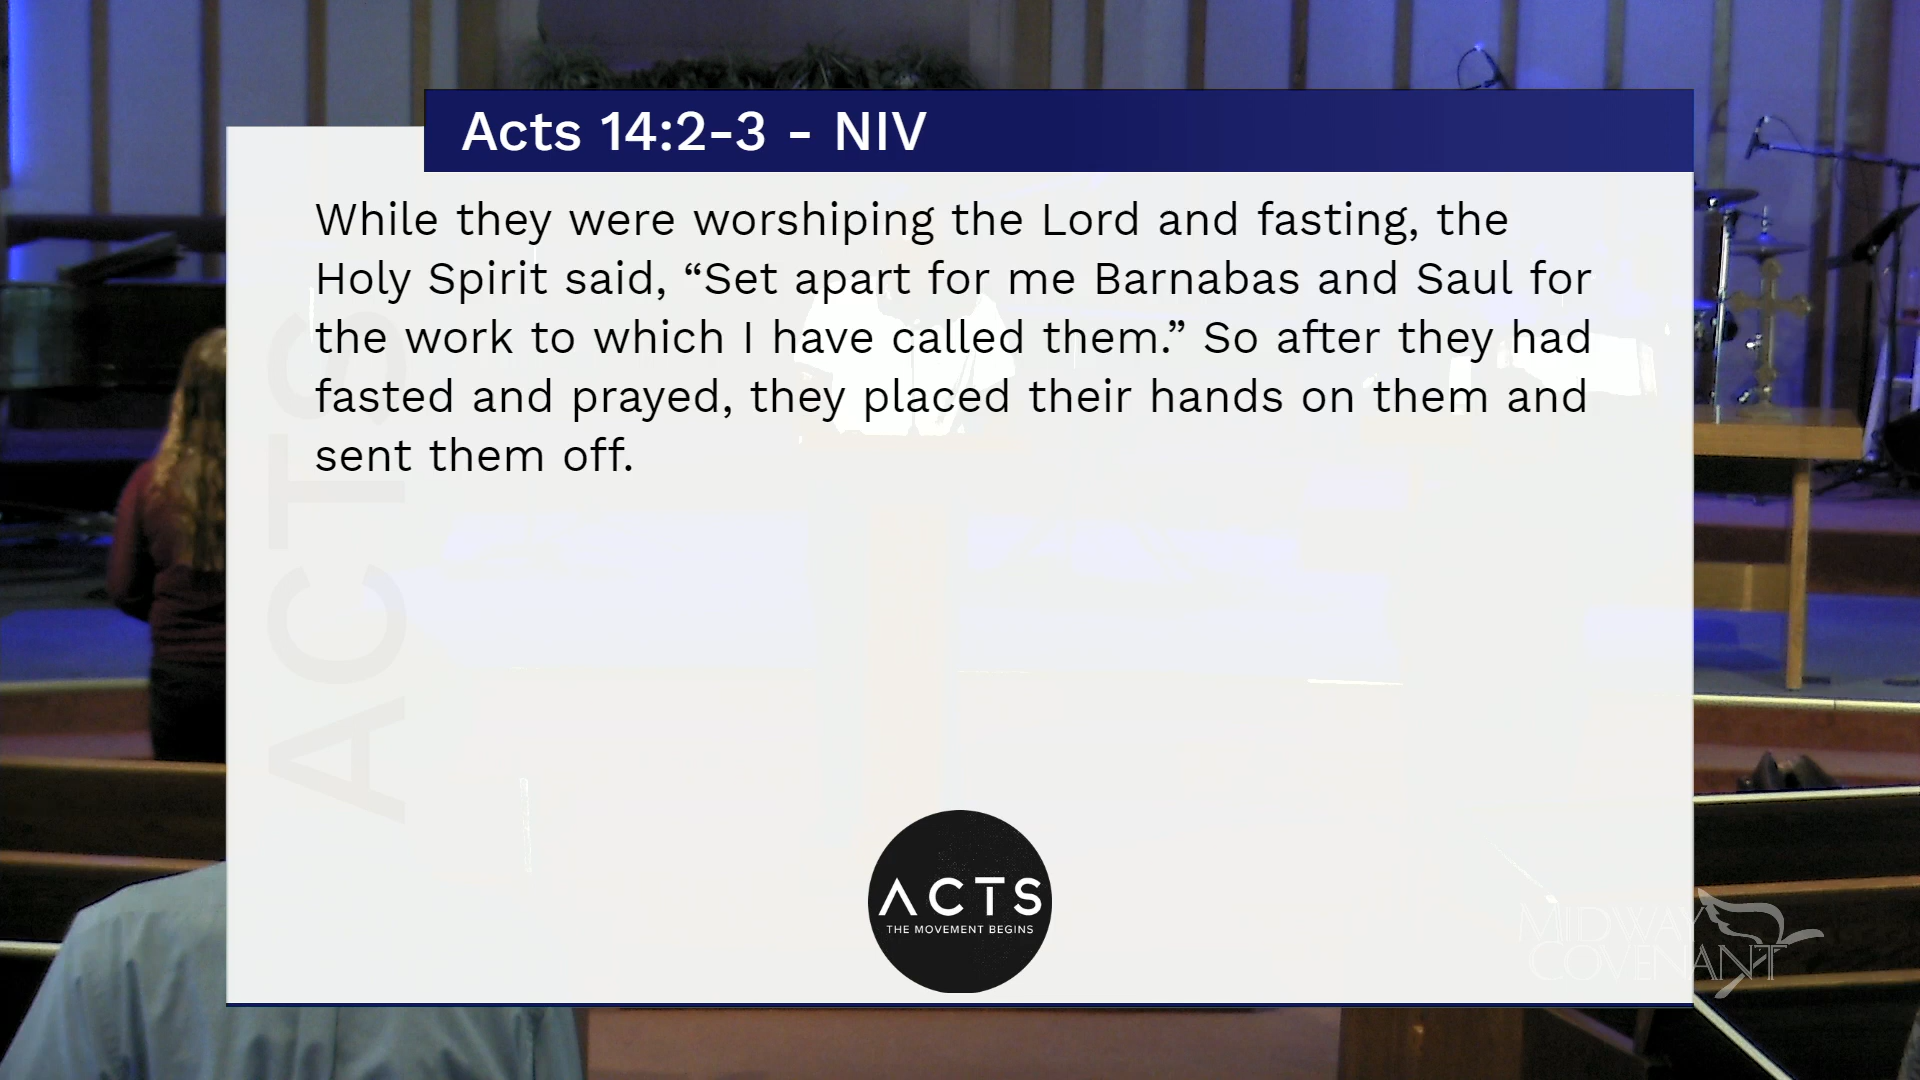 Acts 14:2-3 - NIV
While they were worshiping the Lord and fasting, the
Holy Spirit said, “Set apart for me Barnabas and Saul for
the work to which I have called them.” So after they had
fasted and prayed, they placed their hands on them and
sent them off.
ACTS
ACTS
THE MOVEMENT BEGINS
MIDWAY
COVENANT